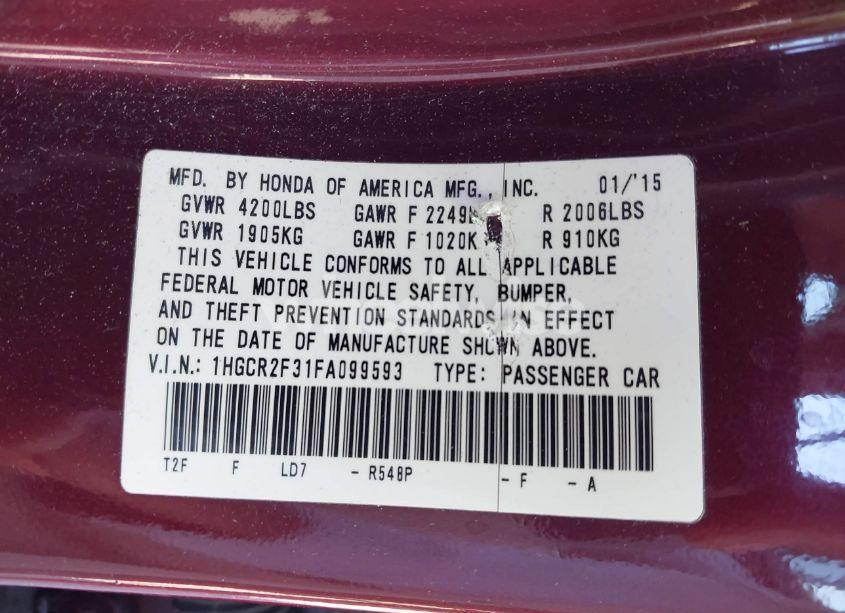 MFD. BY HONDA OF AMERICA MFG., INC. 01/'15
GVWR 4200LBS GAWR F 2249 R 2006LBS
GVWR 1905KG GAWR F 1020K R 910KG
THIS VEHICLE CONFORMS TO ALL APPLICABLE
FEDERAL MOTOR VEHICLE SAFETY, BUMPER,
AND THEFT PREVENTION STANDARDS IN EFFECT
ON THE DATE OF MANUFACTURE SHOWN ABOVE.
V.I.N.: 1HGCR2F31FA099593 TYPE: PASSENGER CAR
T2F F LD7 - R548P - F - A